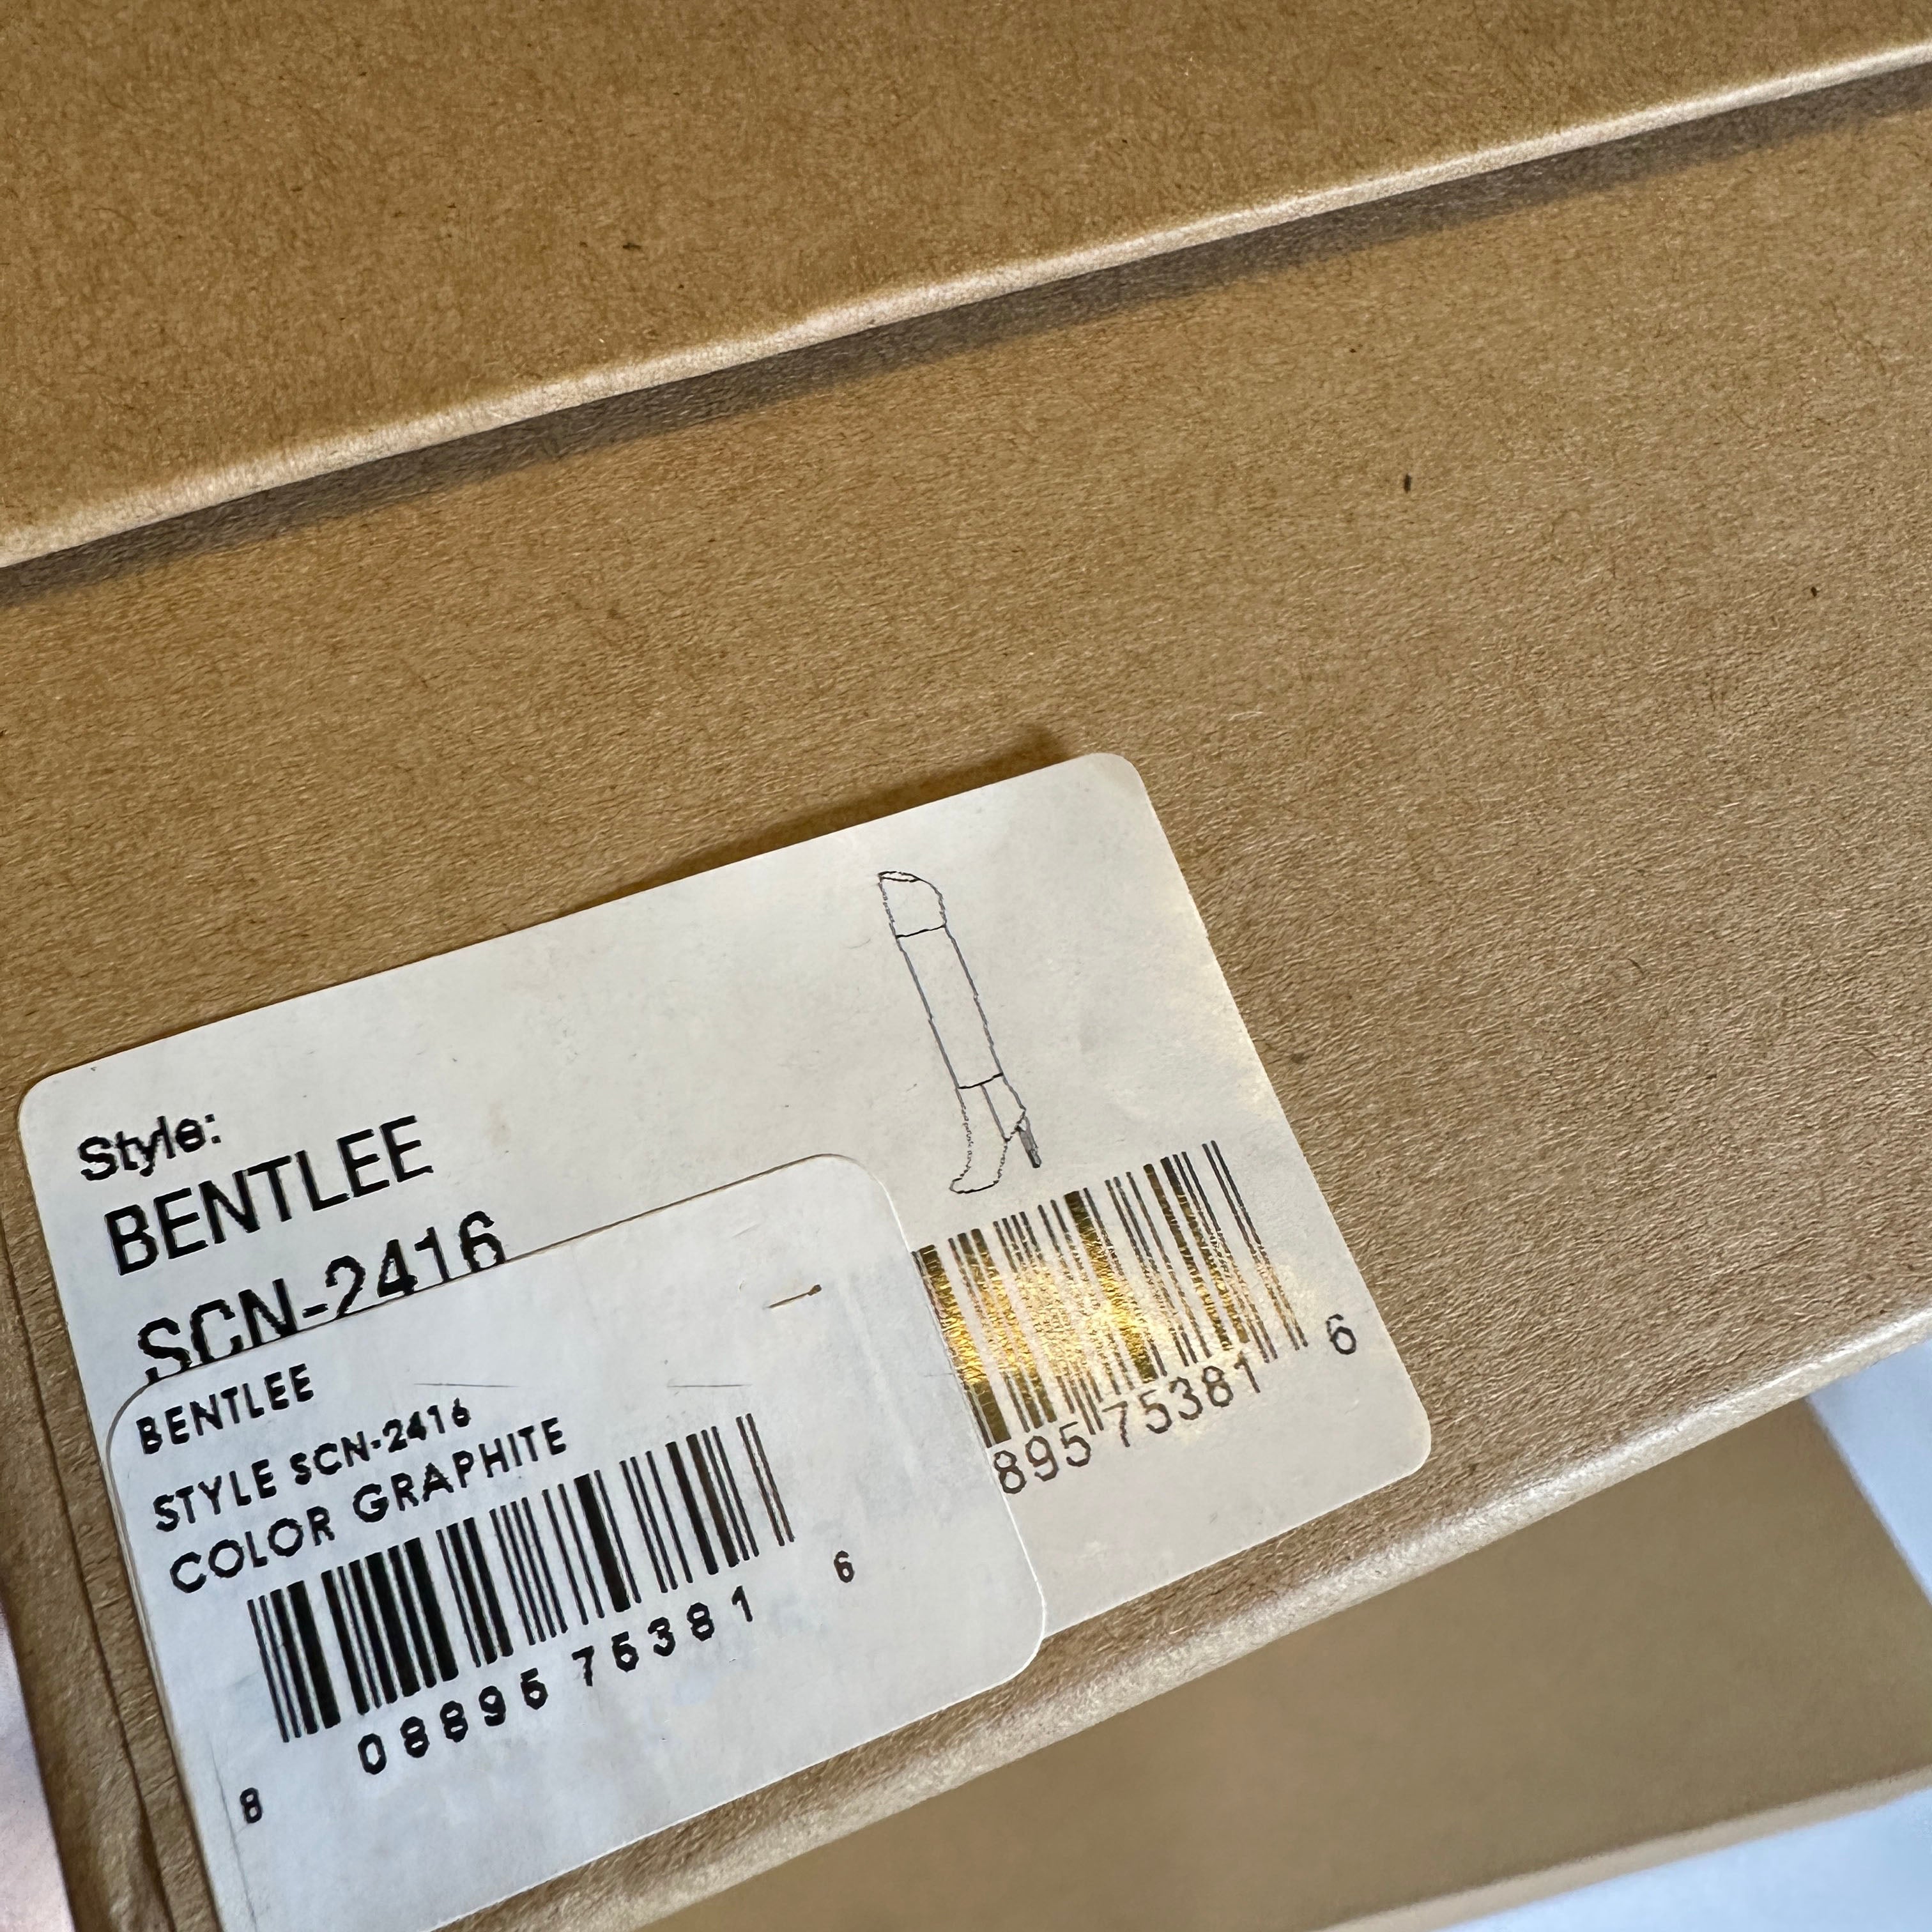 Style:
BENTLEE
SCN-2416
895 75381 6
BENTLEE
STYLE SCN-2416
COLOR GRAPHITE
8 08895 75381 6